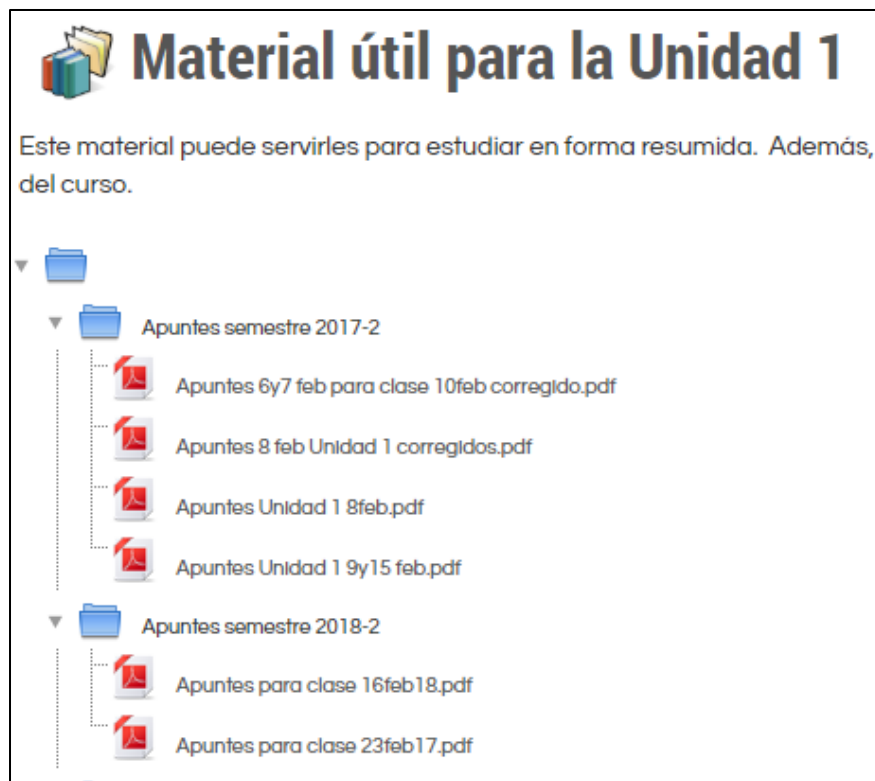 Material útil para la Unidad 1
Este material puede servirles para estudiar en forma resumida. Además,
del curso.
Apuntes semestre 2017-2
Apuntes 6y7 feb para clase 10feb corregido.pdf
Apuntes 8 feb Unidad 1 corregidos.pdf
Apuntes Unidad 1 8feb.pdf
Apuntes Unidad 1 9y15 feb.pdf
Apuntes semestre 2018-2
Apuntes para clase 16feb18.pdf
Apuntes para clase 23feb17.pdf